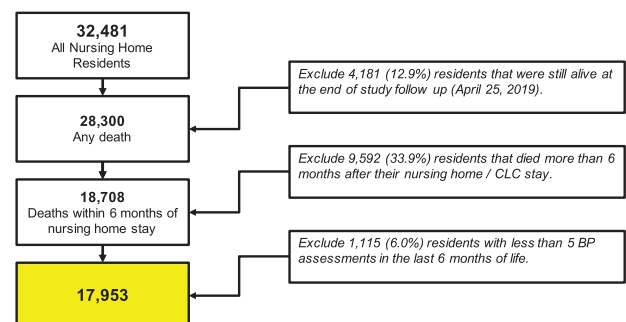 32,481
All Nursing Home
Residents
Exclude 4,181 (12.9%) residents that were still alive at
the end of study follow up (April 25, 2019).
28,300
Any death
Exclude 9,592 (33.9%) residents that died more than 6
months after their nursing home / CLC stay.
18,708
Deaths within 6 months of
nursing home stay
Exclude 1,115 (6.0%) residents with less than 5 BP
assessments in the last 6 months of life.
17,953